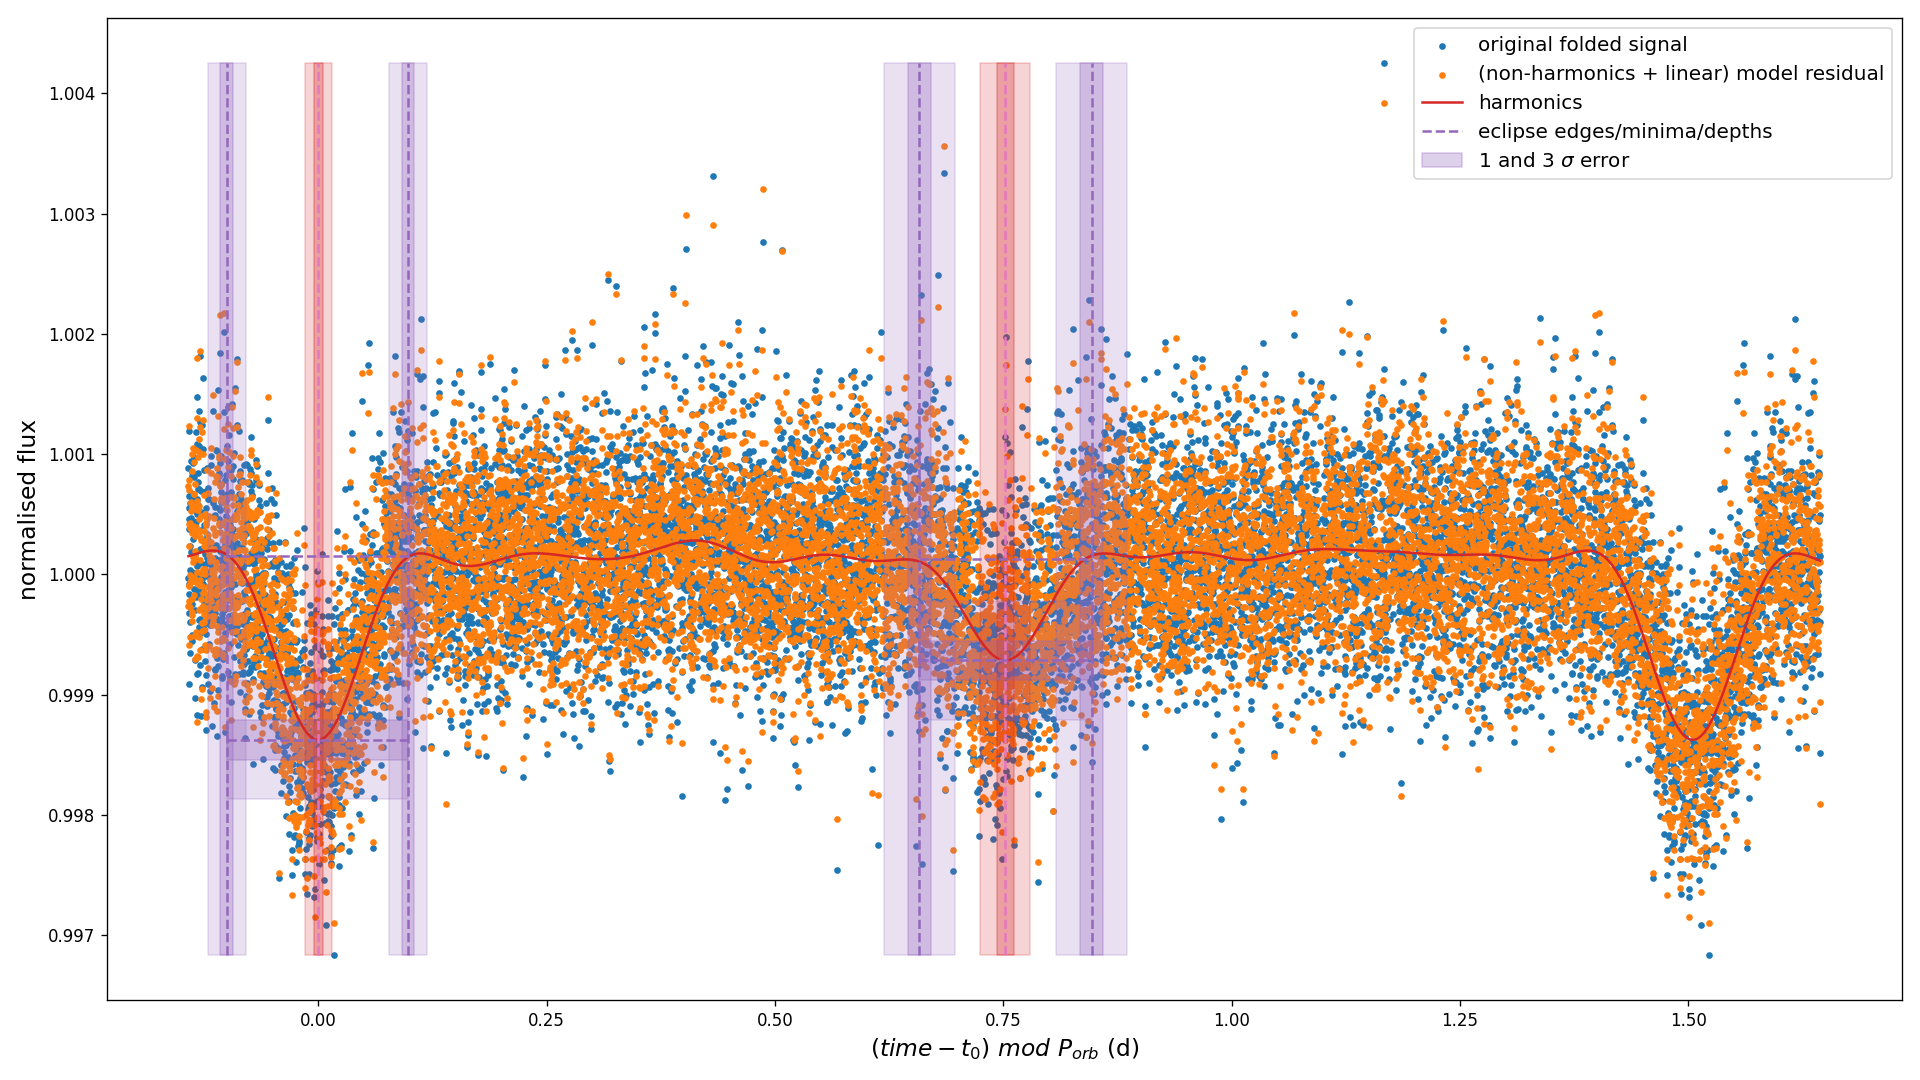 original folded signal
(non-harmonics + linear) model residual
harmonics
eclipse edges/minima/depths
1 and 3 σ error
normalised flux
1.004
1.003
1.002
1.001
1.000
0.999
0.998
0.997
0.00 0.25 0.50 0.75 1.00 1.25 1.50
(time − t₀) mod Pₒᵣb (d)